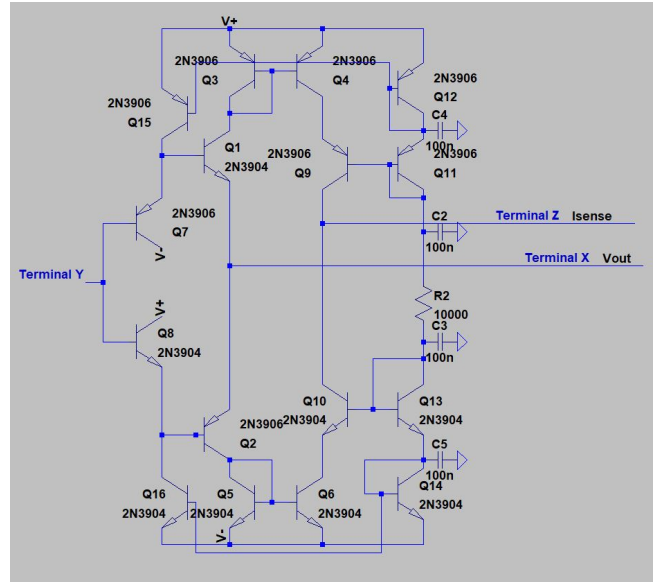 V+
2N3906
Q3
2N3906
Q4
2N3906
Q12
2N3906
Q15
C4
100n
Q1
2N3904
2N3906
Q9
2N3906
Q11
2N3906
Q7
V-
C2
100n
Terminal Z Isense
Terminal X Vout
Terminal Y
V+
Q8
2N3904
R2
10000
C3
100n
2N3906
Q2
Q10
2N3904
Q13
2N3904
C5
100n
Q16
2N3904
Q5
2N3904
V-
Q6
2N3904
Q14
2N3904